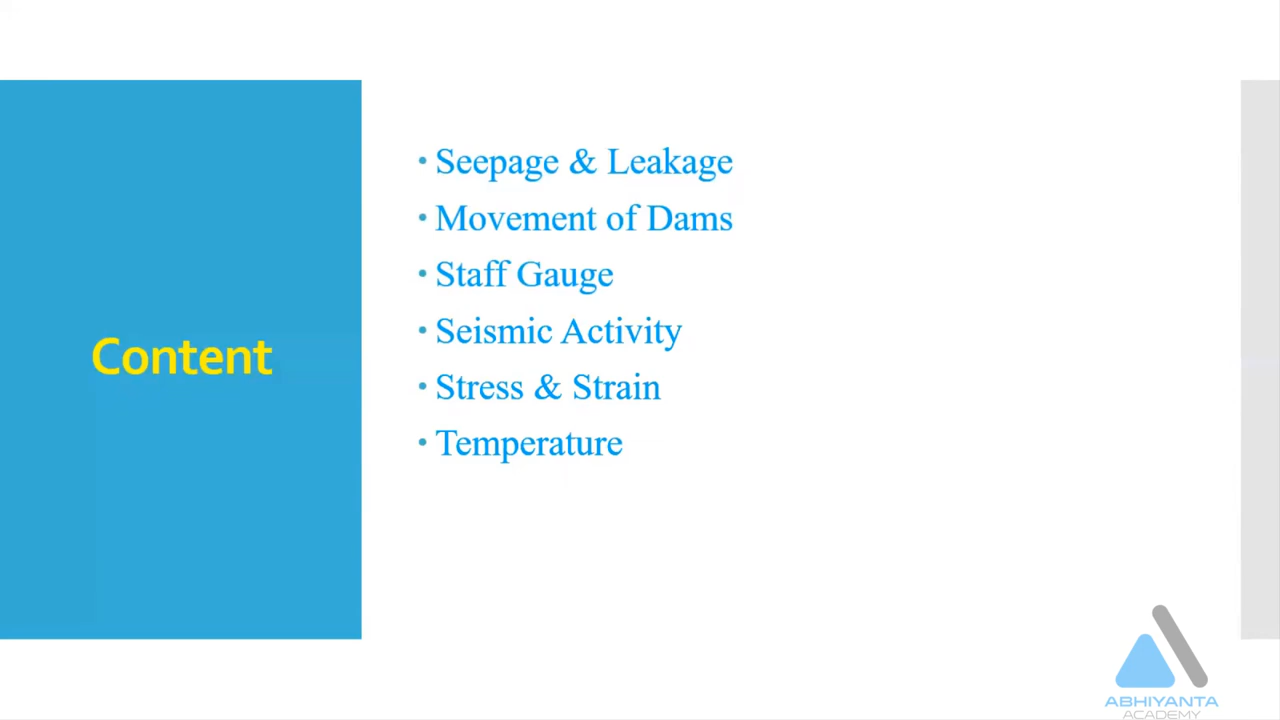 Content
• Seepage & Leakage
• Movement of Dams
• Staff Gauge
• Seismic Activity
• Stress & Strain
• Temperature
ABHIYANTA
ACADEMY